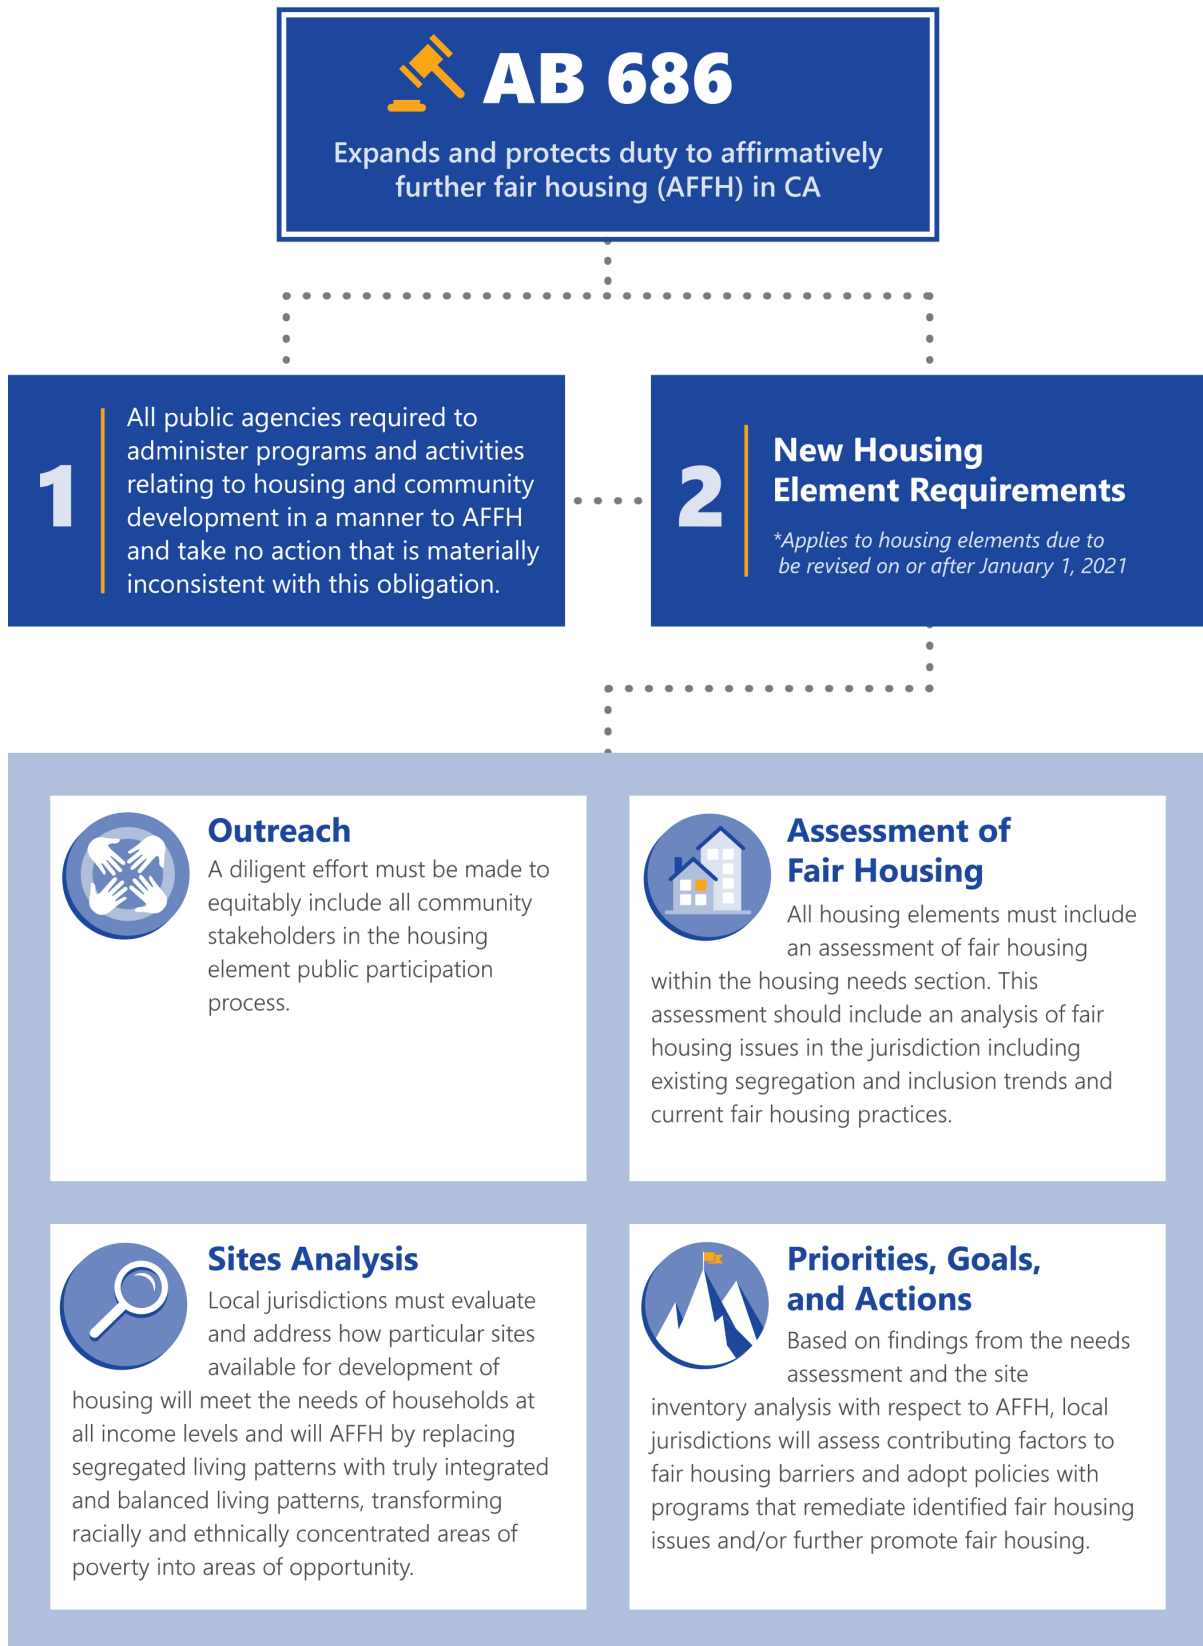 AB 686
Expands and protects duty to affirmatively
further fair housing (AFFH) in CA
1
All public agencies required to
administer programs and activities
relating to housing and community
development in a manner to AFFH
and take no action that is materially
inconsistent with this obligation.
2
New Housing
Element Requirements
*Applies to housing elements due to
be revised on or after January 1, 2021
Outreach
A diligent effort must be made to
equitably include all community
stakeholders in the housing
element public participation
process.
Assessment of
Fair Housing
All housing elements must include
an assessment of fair housing
within the housing needs section. This
assessment should include an analysis of fair
housing issues in the jurisdiction including
existing segregation and inclusion trends and
current fair housing practices.
Sites Analysis
Local jurisdictions must evaluate
and address how particular sites
available for development of
housing will meet the needs of households at
all income levels and will AFFH by replacing
segregated living patterns with truly integrated
and balanced living patterns, transforming
racially and ethnically concentrated areas of
poverty into areas of opportunity.
Priorities, Goals,
and Actions
Based on findings from the needs
assessment and the site
inventory analysis with respect to AFFH, local
jurisdictions will assess contributing factors to
fair housing barriers and adopt policies with
programs that remediate identified fair housing
issues and/or further promote fair housing.